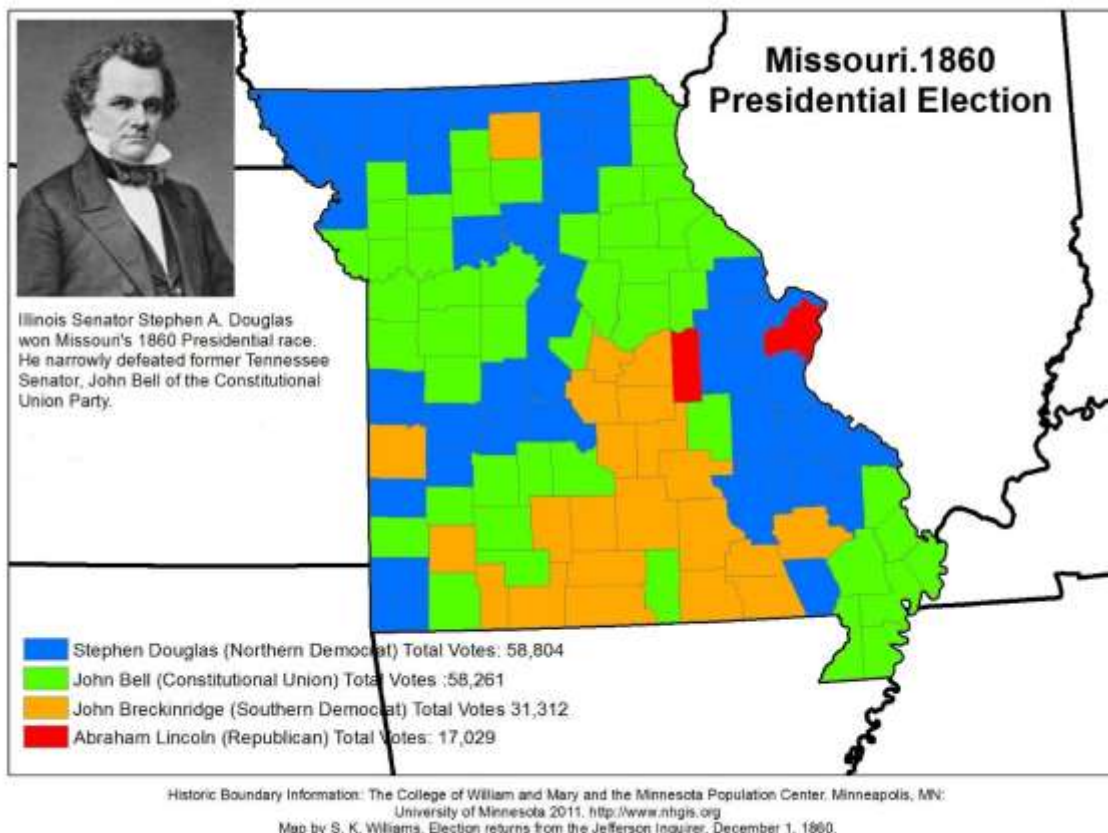 Missouri.1860
Presidential Election
Illinois Senator Stephen A. Douglas
won Missouri's 1860 Presidential race.
He narrowly defeated former Tennessee
Senator, John Bell of the Constitutional
Union Party.
Stephen Douglas (Northern Democrat) Total Votes: 58,804
John Bell (Constitutional Union) Total Votes :58,261
John Breckinridge (Southern Democrat) Total Votes 31,312
Abraham Lincoln (Republican) Total Votes: 17,029
Historic Boundary Information: The College of William and Mary and the Minnesota Population Center. Minneapolis, MN:
University of Minnesota 2011. http://www.nhgis.org
Map by S. K. Williams. Election returns from the Jefferson Inquirer, December 1, 1860.